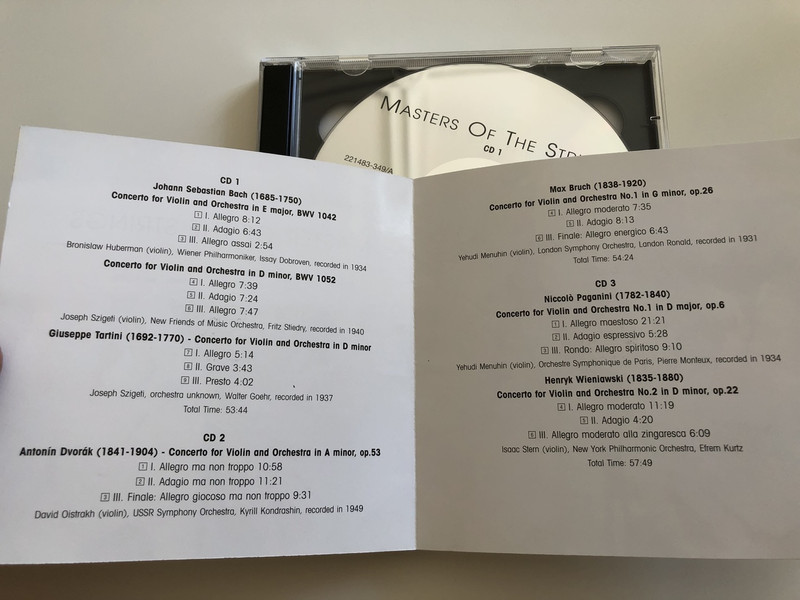 MASTERS OF THE
CD 1
221483-349/A
CD 1
Johann Sebastian Bach (1685-1750)
Concerto for Violin and Orchestra in E major, BWV 1042
1 I. Allegro 8:12
2 II. Adagio 6:43
3 III. Allegro assai 2:54
Bronislaw Huberman (violin), Wiener Philharmoniker, Issay Dobroven, recorded in 1934
Concerto for Violin and Orchestra in D minor, BWV 1052
4 I. Allegro 7:39
5 II. Adagio 7:24
6 III. Allegro 7:47
Joseph Szigeti (violin), New Friends of Music Orchestra, Fritz Stiedry, recorded in 1940
Giuseppe Tartini (1692-1770) - Concerto for Violin and Orchestra in D minor
7 I. Allegro 5:14
8 II. Grave 3:43
9 III. Presto 4:02
Joseph Szigeti, orchestra unknown, Walter Goehr, recorded in 1937
Total Time: 53:44
CD 2
Antonín Dvorák (1841-1904) - Concerto for Violin and Orchestra in A minor, op.53
1 I. Allegro ma non troppo 10:58
2 II. Adagio ma non troppo 11:21
3 III. Finale: Allegro giocoso ma non troppo 9:31
David Oistrakh (violin), USSR Symphony Orchestra, Kyrill Kondrashin, recorded in 1949
Max Bruch (1838-1920)
Concerto for Violin and Orchestra No.1 in G minor, op.26
4 I. Allegro moderato 7:35
5 II. Adagio 8:13
6 III. Finale: Allegro energico 6:43
Yehudi Menuhin (violin), London Symphony Orchestra, Landon Ronald, recorded in 1931
Total Time: 54:24
CD 3
Niccolò Paganini (1782-1840)
Concerto for Violin and Orchestra No.1 in D major, op.6
1 I. Allegro maestoso 21:21
2 II. Adagio espressivo 5:28
3 III. Rondo: Allegro spiritoso 9:10
Yehudi Menuhin (violin), Orchestre Symphonique de Paris, Pierre Monteux, recorded in 1934
Henryk Wieniawski (1835-1880)
Concerto for Violin and Orchestra No.2 in D minor, op.22
4 I. Allegro moderato 11:19
5 II. Adagio 4:20
6 III. Allegro moderato alla zingaresca 6:09
Isaac Stern (violin), New York Philharmonic Orchestra, Efrem Kurtz
Total Time: 57:49